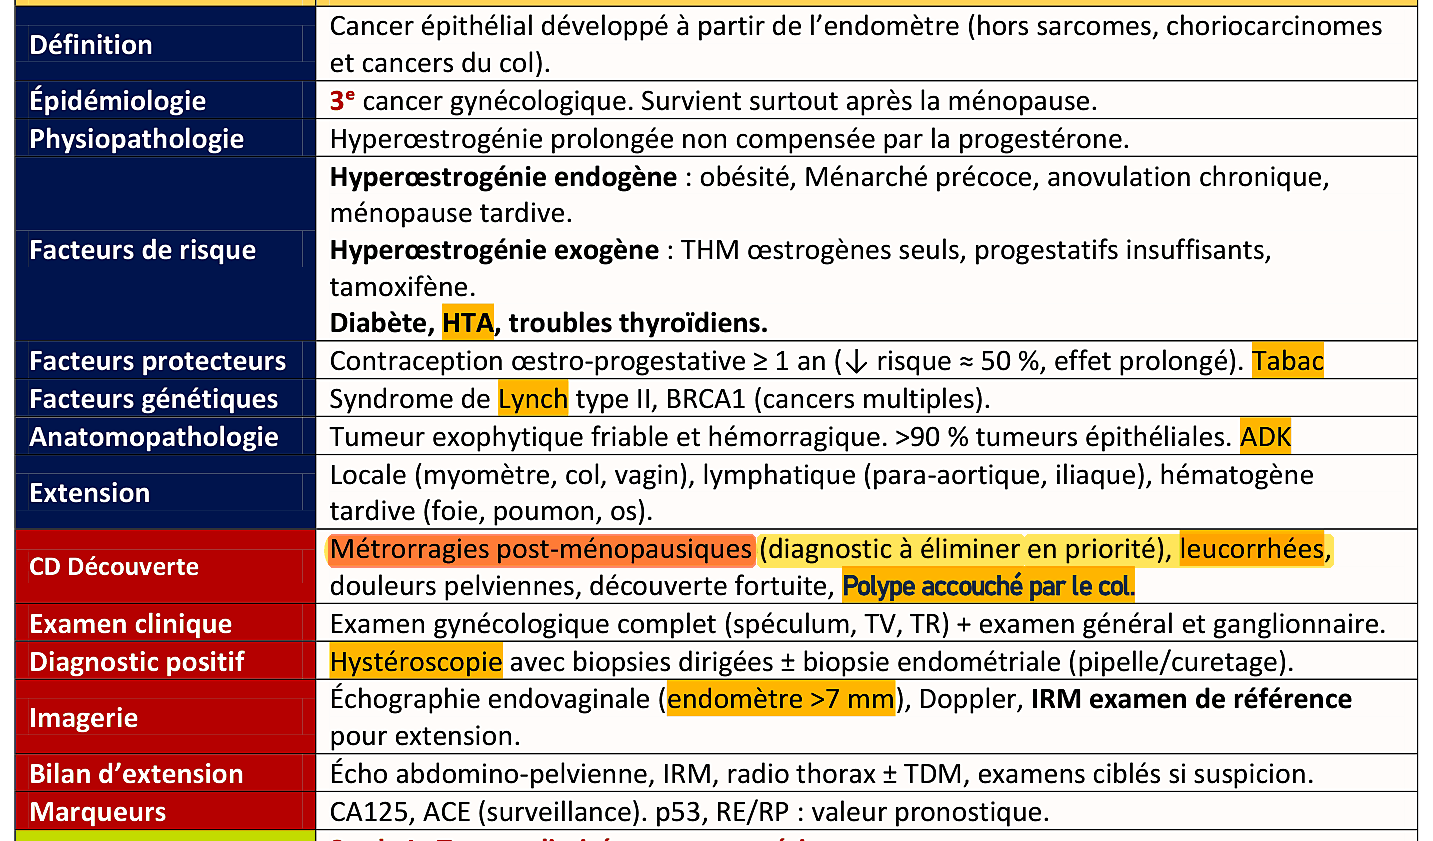 Définition
Cancer épithélial développé à partir de l'endomètre (hors sarcomes, choriocarcinomes
et cancers du col).
Épidémiologie
3e cancer gynécologique. Survient surtout après la ménopause.
Physiopathologie
Hyperœstrogénie prolongée non compensée par la progestérone.
Facteurs de risque
Hyperœstrogénie endogène : obésité, Ménarché précoce, anovulation chronique,
ménopause tardive.
Hyperœstrogénie exogène : THM œstrogènes seuls, progestatifs insuffisants,
tamoxifène.
Diabète, HTA, troubles thyroïdiens.
Facteurs protecteurs
Contraception œstro-progestative ≥ 1 an (↓ risque ≈ 50 %, effet prolongé). Tabac
Facteurs génétiques
Syndrome de Lynch type II, BRCA1 (cancers multiples).
Anatomopathologie
Tumeur exophytique friable et hémorragique. >90 % tumeurs épithéliales. ADK
Extension
Locale (myomètre, col, vagin), lymphatique (para-aortique, iliaque), hématogène
tardive (foie, poumon, os).
CD Découverte
Métrorragies post-ménopausiques (diagnostic à éliminer en priorité), leucorrhées,
douleurs pelviennes, découverte fortuite, Polype accouché par le col.
Examen clinique
Examen gynécologique complet (spéculum, TV, TR) + examen général et ganglionnaire.
Diagnostic positif
Hystéroscopie avec biopsies dirigées ± biopsie endométriale (pipelle/curetage).
Imagerie
Échographie endovaginale (endomètre >7 mm), Doppler, IRM examen de référence
pour extension.
Bilan d'extension
Écho abdomino-pelvienne, IRM, radio thorax ± TDM, examens ciblés si suspicion.
Marqueurs
CA125, ACE (surveillance). p53, RE/RP : valeur pronostique.